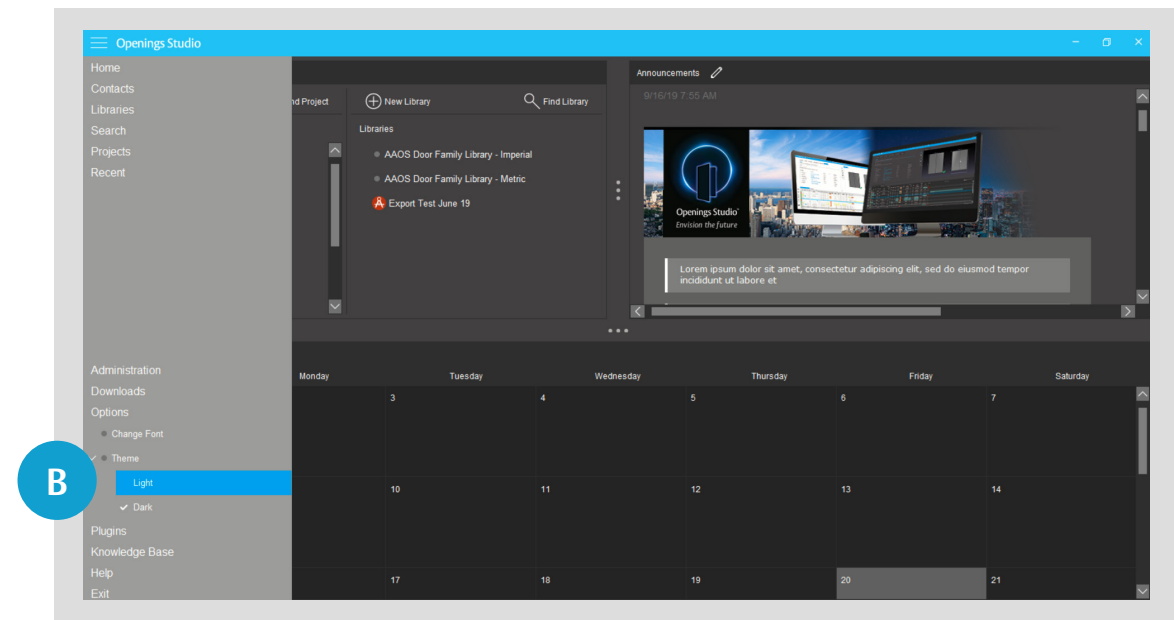 Openings Studio
Home
Contacts
Libraries
Search
Projects
Recent
Administration
Downloads
Options
Change Font
Theme
Light
Dark
Plugins
Knowledge Base
Help
Exit
B
nd Project
New Library
Find Library
Libraries
AAOS Door Family Library - Imperial
AAOS Door Family Library - Metric
Export Test June 19
Announcements
9/16/19 7:55 AM
Openings Studio
Envision the future
Lorem ipsum dolor sit amet, consectetur adipiscing elit, sed do eiusmod tempor
incididunt ut labore et
Monday Tuesday Wednesday Thursday Friday Saturday
3 4 5 6 7
10 11 12 13 14
17 18 19 20 21